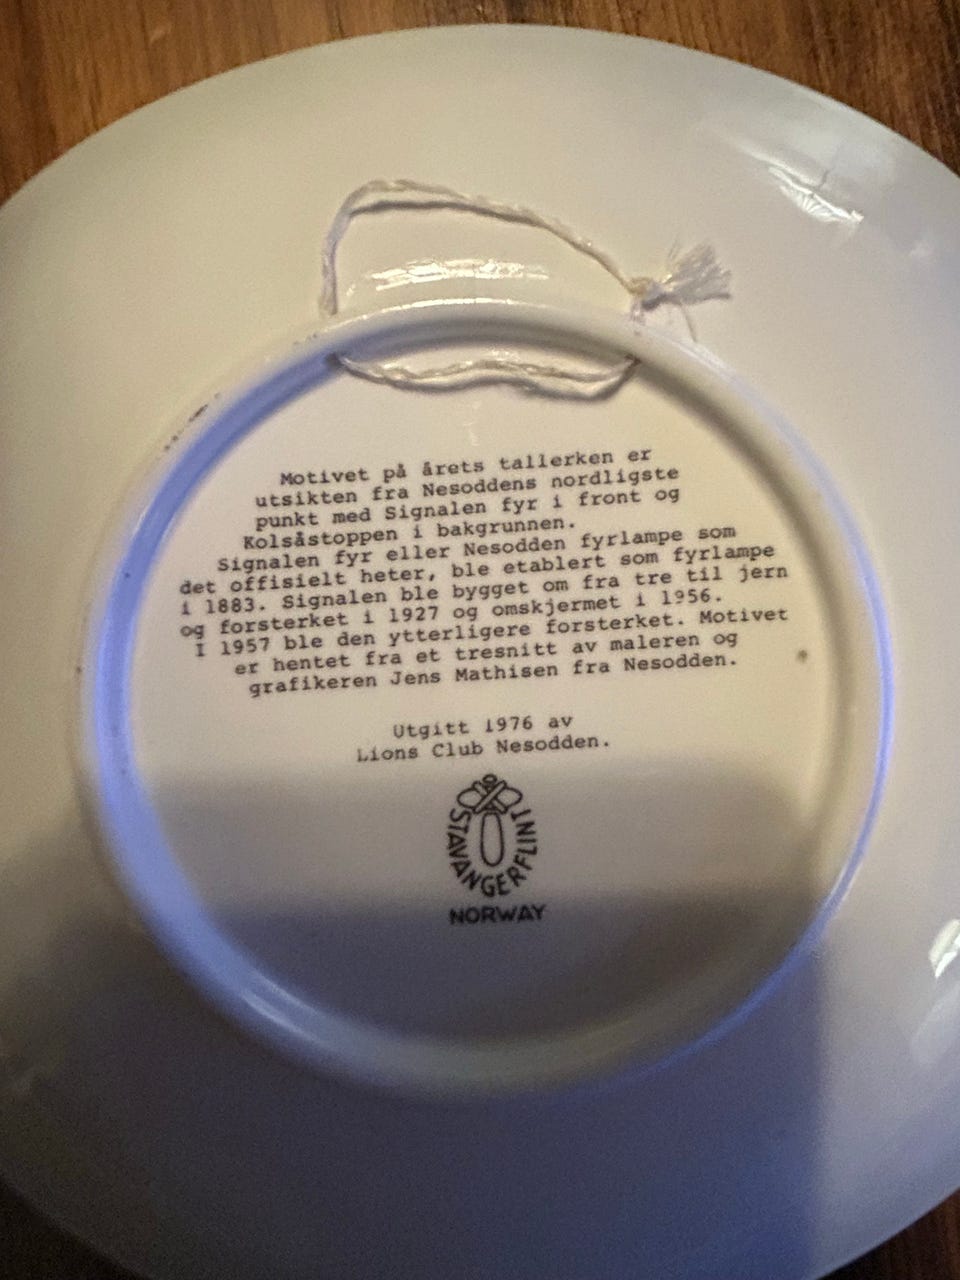 Motivet på årets tallerken er
utsikten fra Nesoddens nordligste
punkt med Signalen fyr i front og
Kolsåstoppen i bakgrunnen.
Signalen fyr eller Nesodden fyrlampe som
det offisielt heter, ble etablert som fyrlampe
i 1883. Signalen ble bygget om fra tre til jern
og forsterket i 1927 og omskjermet i 1956.
I 1957 ble den ytterligere forsterket. Motivet
er hentet fra et tresnitt av maleren og
grafikeren Jens Mathisen fra Nesodden.
Utgitt 1976 av
Lions Club Nesodden.
STAVANGERFLINT
NORWAY